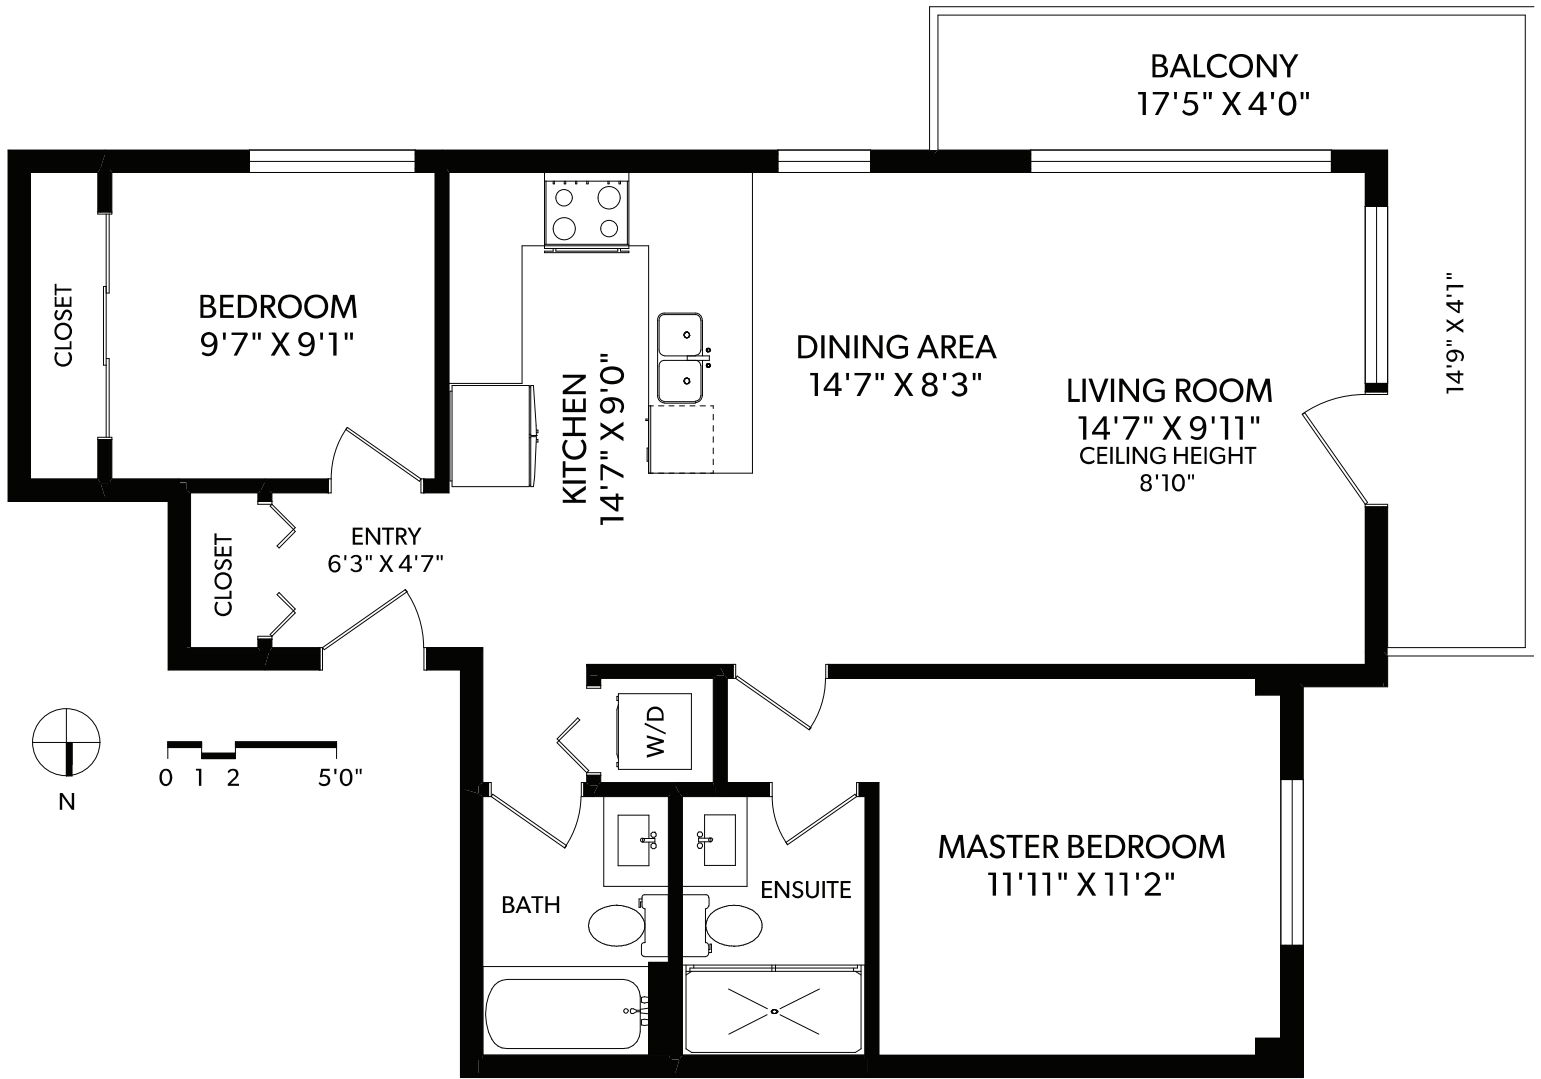 BALCONY
17'5" X 4'0"
CLOSET
BEDROOM
9'7" X 9'1"
KITCHEN
14'7" X 9'0"
DINING AREA
14'7" X 8'3"
LIVING ROOM
14'7" X 9'11"
CEILING HEIGHT
8'10"
14'9" X 4'1"
CLOSET
ENTRY
6'3" X 4'7"
W/D
N
0 1 2 5'0"
BATH
ENSUITE
MASTER BEDROOM
11'11" X 11'2"